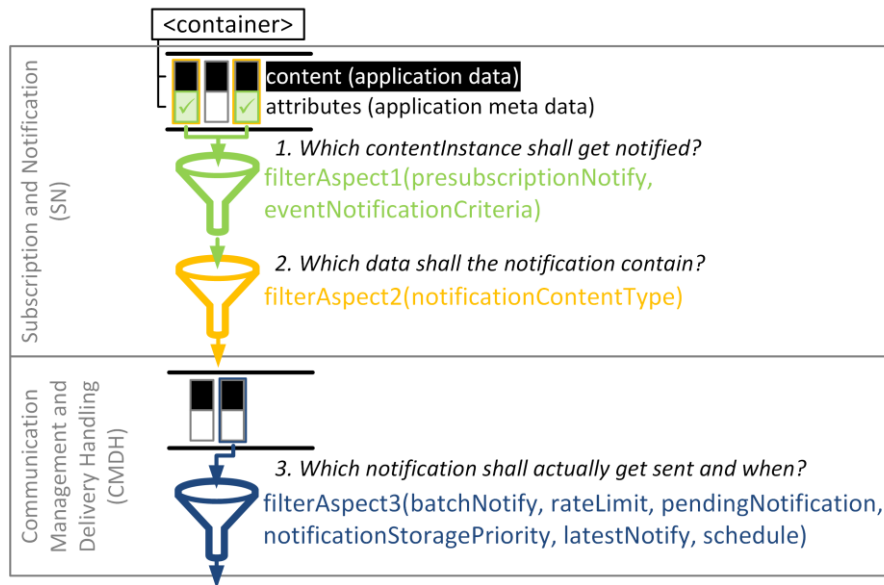 <container>
content (application data)
attributes (application meta data)
1. Which contentInstance shall get notified?
filterAspect1(presubscriptionNotify,
eventNotificationCriteria)
2. Which data shall the notification contain?
filterAspect2(notificationContentType)
Subscription and Notification
(SN)
3. Which notification shall actually get sent and when?
filterAspect3(batchNotify, rateLimit, pendingNotification,
notificationStoragePriority, latestNotify, schedule)
Communication
Management and
Delivery Handling
(CMDH)